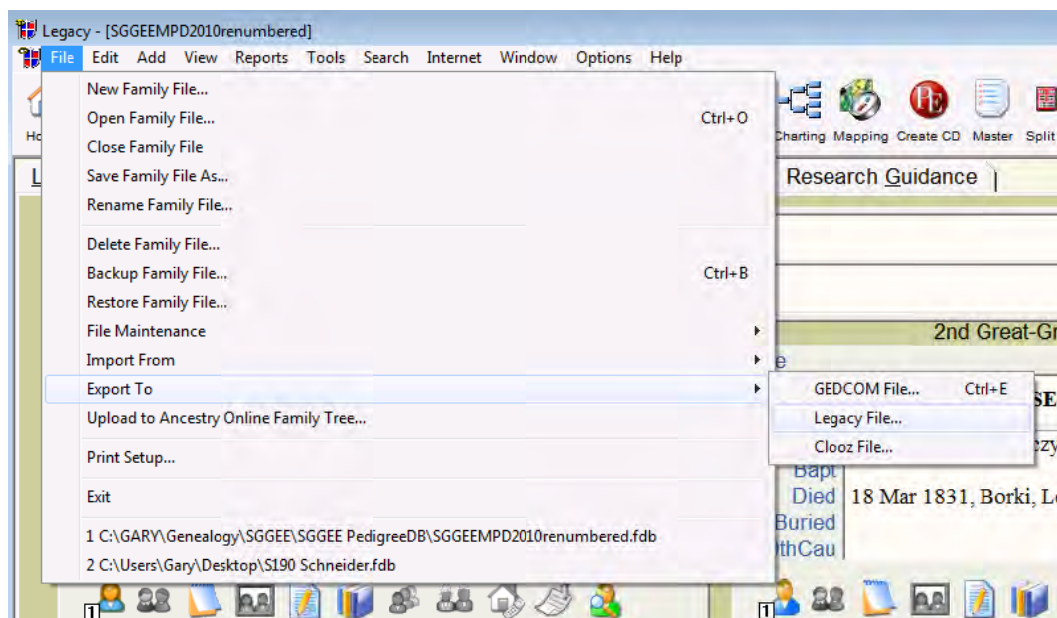 Legacy - [SGGEEMPD2010renumbered]
File Edit Add View Reports Tools Search Internet Window Options Help
New Family File...
Open Family File... Ctrl+O
Close Family File
Save Family File As...
Rename Family File...
Delete Family File...
Backup Family File... Ctrl+B
Restore Family File...
File Maintenance
Import From
Export To
Upload to Ancestry Online Family Tree...
Print Setup...
Exit
1 C:\GARY\Genealogy\SGGEE\SGGEE PedigreeDB\SGGEEMPD2010renumbered.fdb
2 C:\Users\Gary\Desktop\S190 Schneider.fdb
GEDCOM File... Ctrl+E
Legacy File...
Clooz File...
Charting Mapping Create CD Master Split
Research Guidance
2nd Great-Gr
Bapt
Died 18 Mar 1831, Borki,
Buried
thCau
1
1